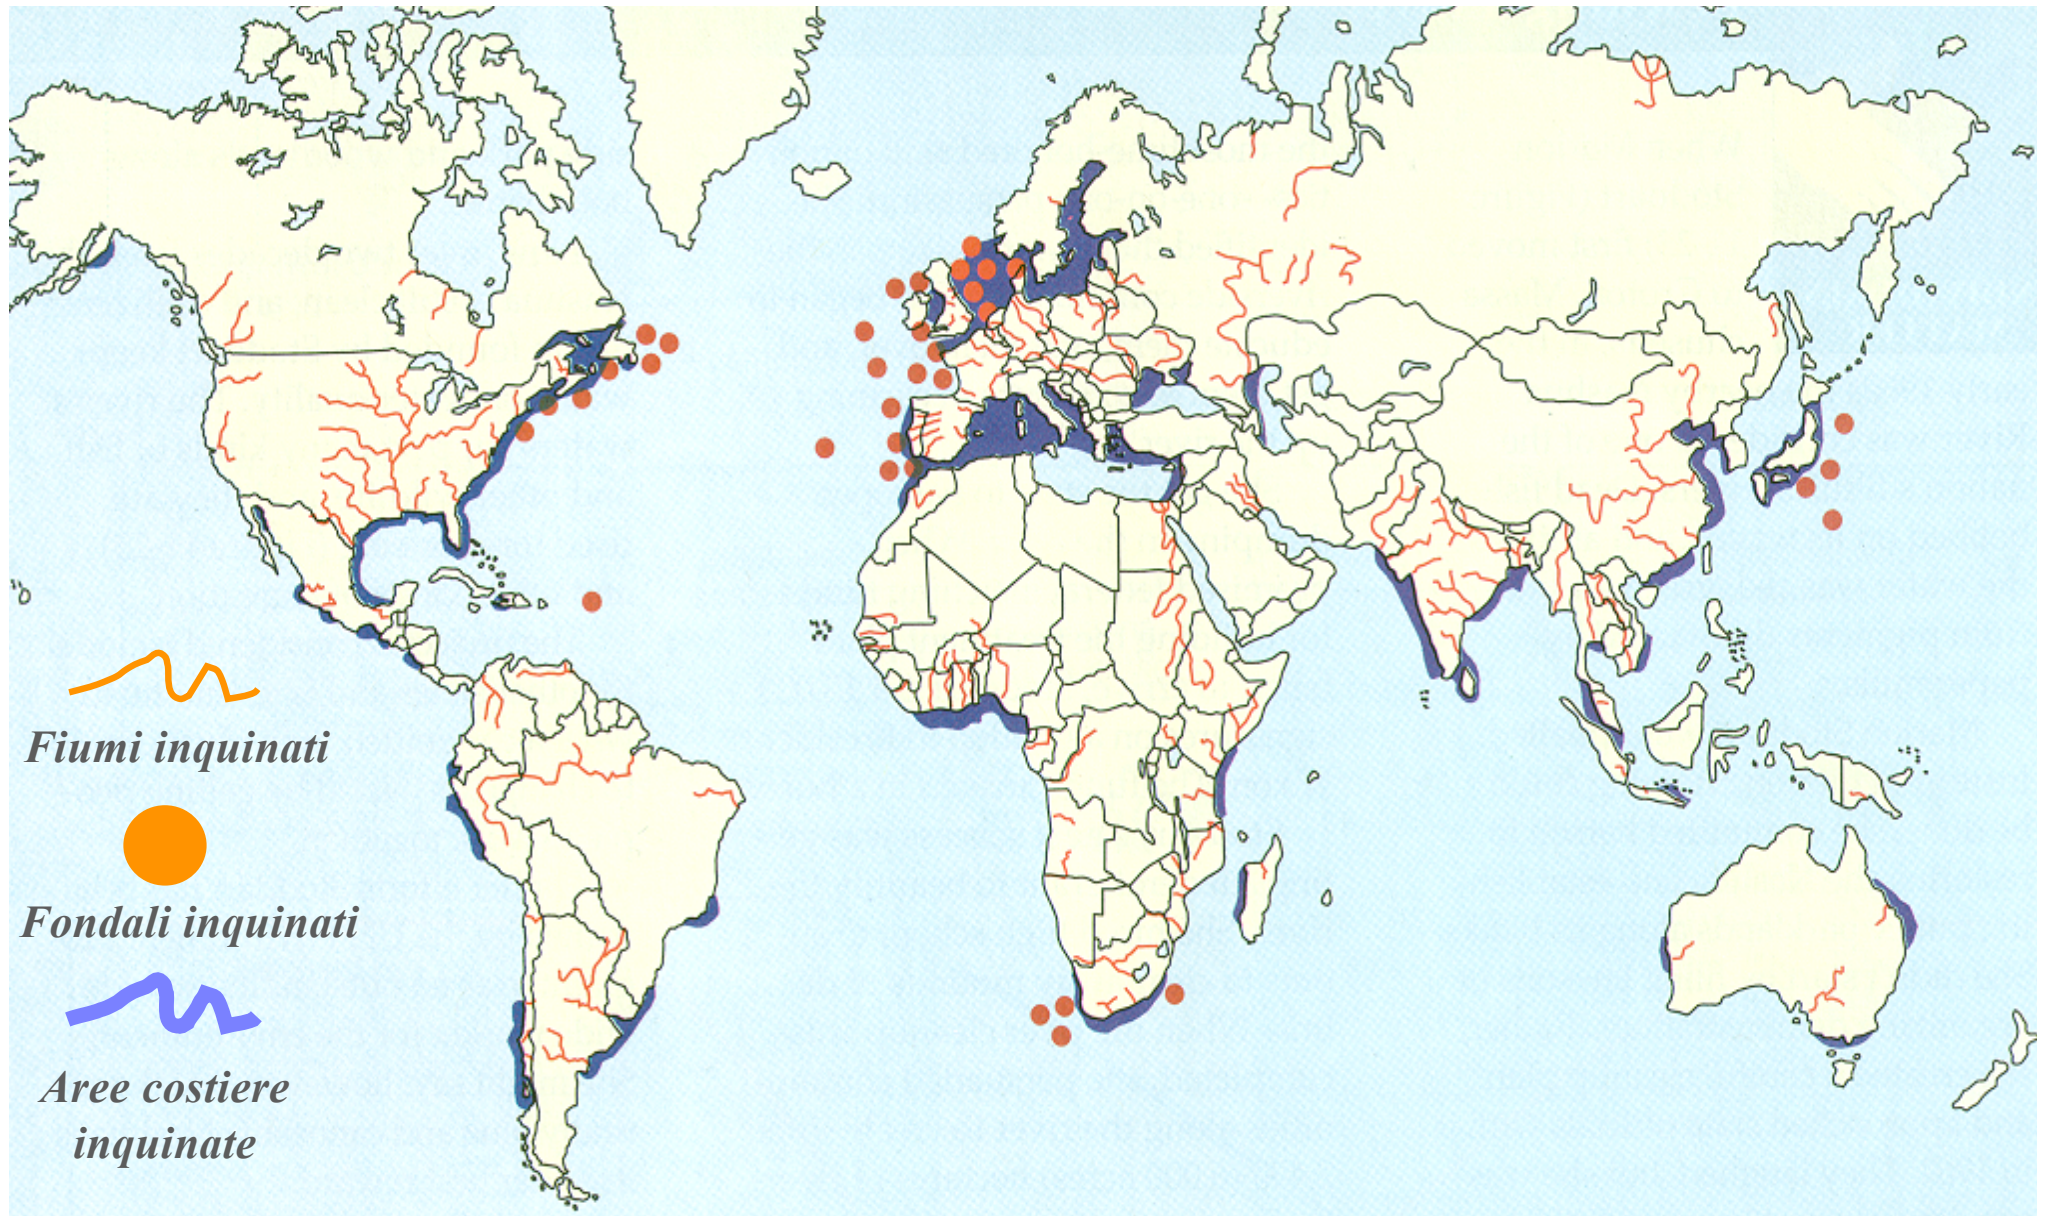 Fiumi inquinati
Fondali inquinati
Aree costiere
inquinate